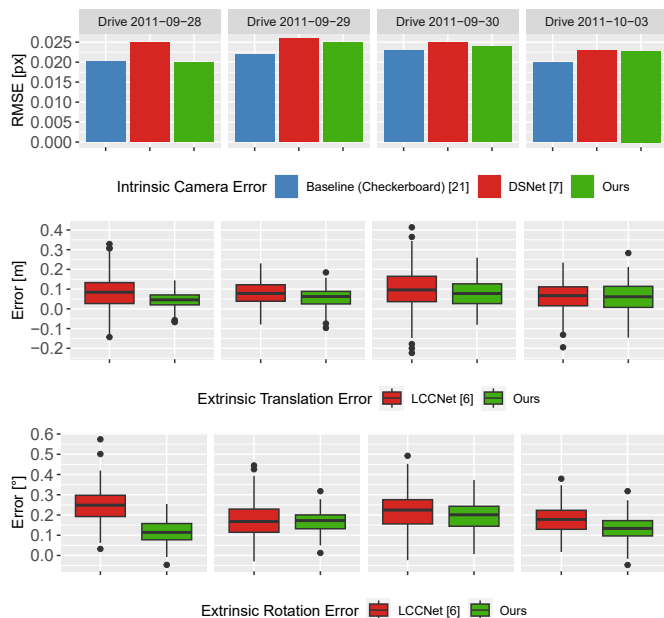 Drive 2011−09−28 Drive 2011−09−29 Drive 2011−09−30 Drive 2011−10−03
RMSE [px]
0.025
0.020
0.015
0.010
0.005
0.000
Intrinsic Camera Error Baseline (Checkerboard) [21] DSNet [7] Ours
Error [m]
0.4
0.3
0.2
0.1
0.0
−0.1
−0.2
Extrinsic Translation Error LCCNet [6] Ours
Error [°]
0.6
0.5
0.4
0.3
0.2
0.1
0.0
Extrinsic Rotation Error LCCNet [6] Ours